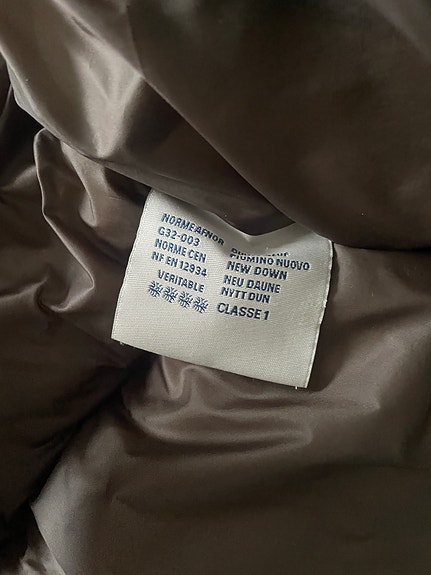 NORME AFNOR
G32-003
NORME CEN
NF EN 12934
VERITABLE
PIUMINO NUOVO
NEW DOWN
NEU DAUNE
NYTT DUN
CLASSE 1